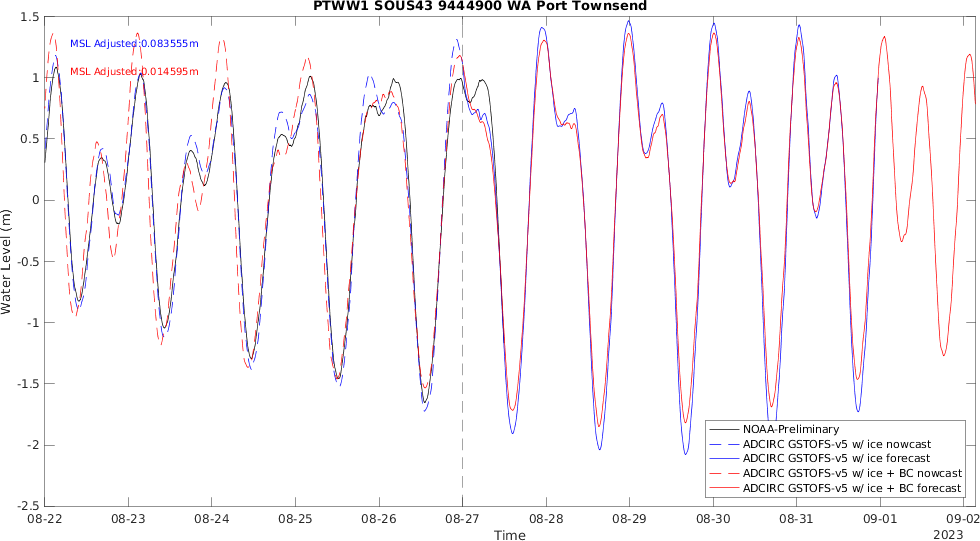 PTWW1 SOUS43 9444900 WA Port Townsend
MSL Adjusted:0.083555m
MSL Adjusted:0.014595m
Water Level (m)
1.5
1
0.5
0
-0.5
-1
-1.5
-2
-2.5
NOAA-Preliminary
ADCIRC GSTOFS-v5 w/ ice nowcast
ADCIRC GSTOFS-v5 w/ ice forecast
ADCIRC GSTOFS-v5 w/ice + BC nowcast
ADCIRC GSTOFS-v5 w/ice + BC forecast
08-22 08-23 08-24 08-25 08-26 08-27 08-28 08-29 08-30 08-31 09-01 09-02
Time
2023